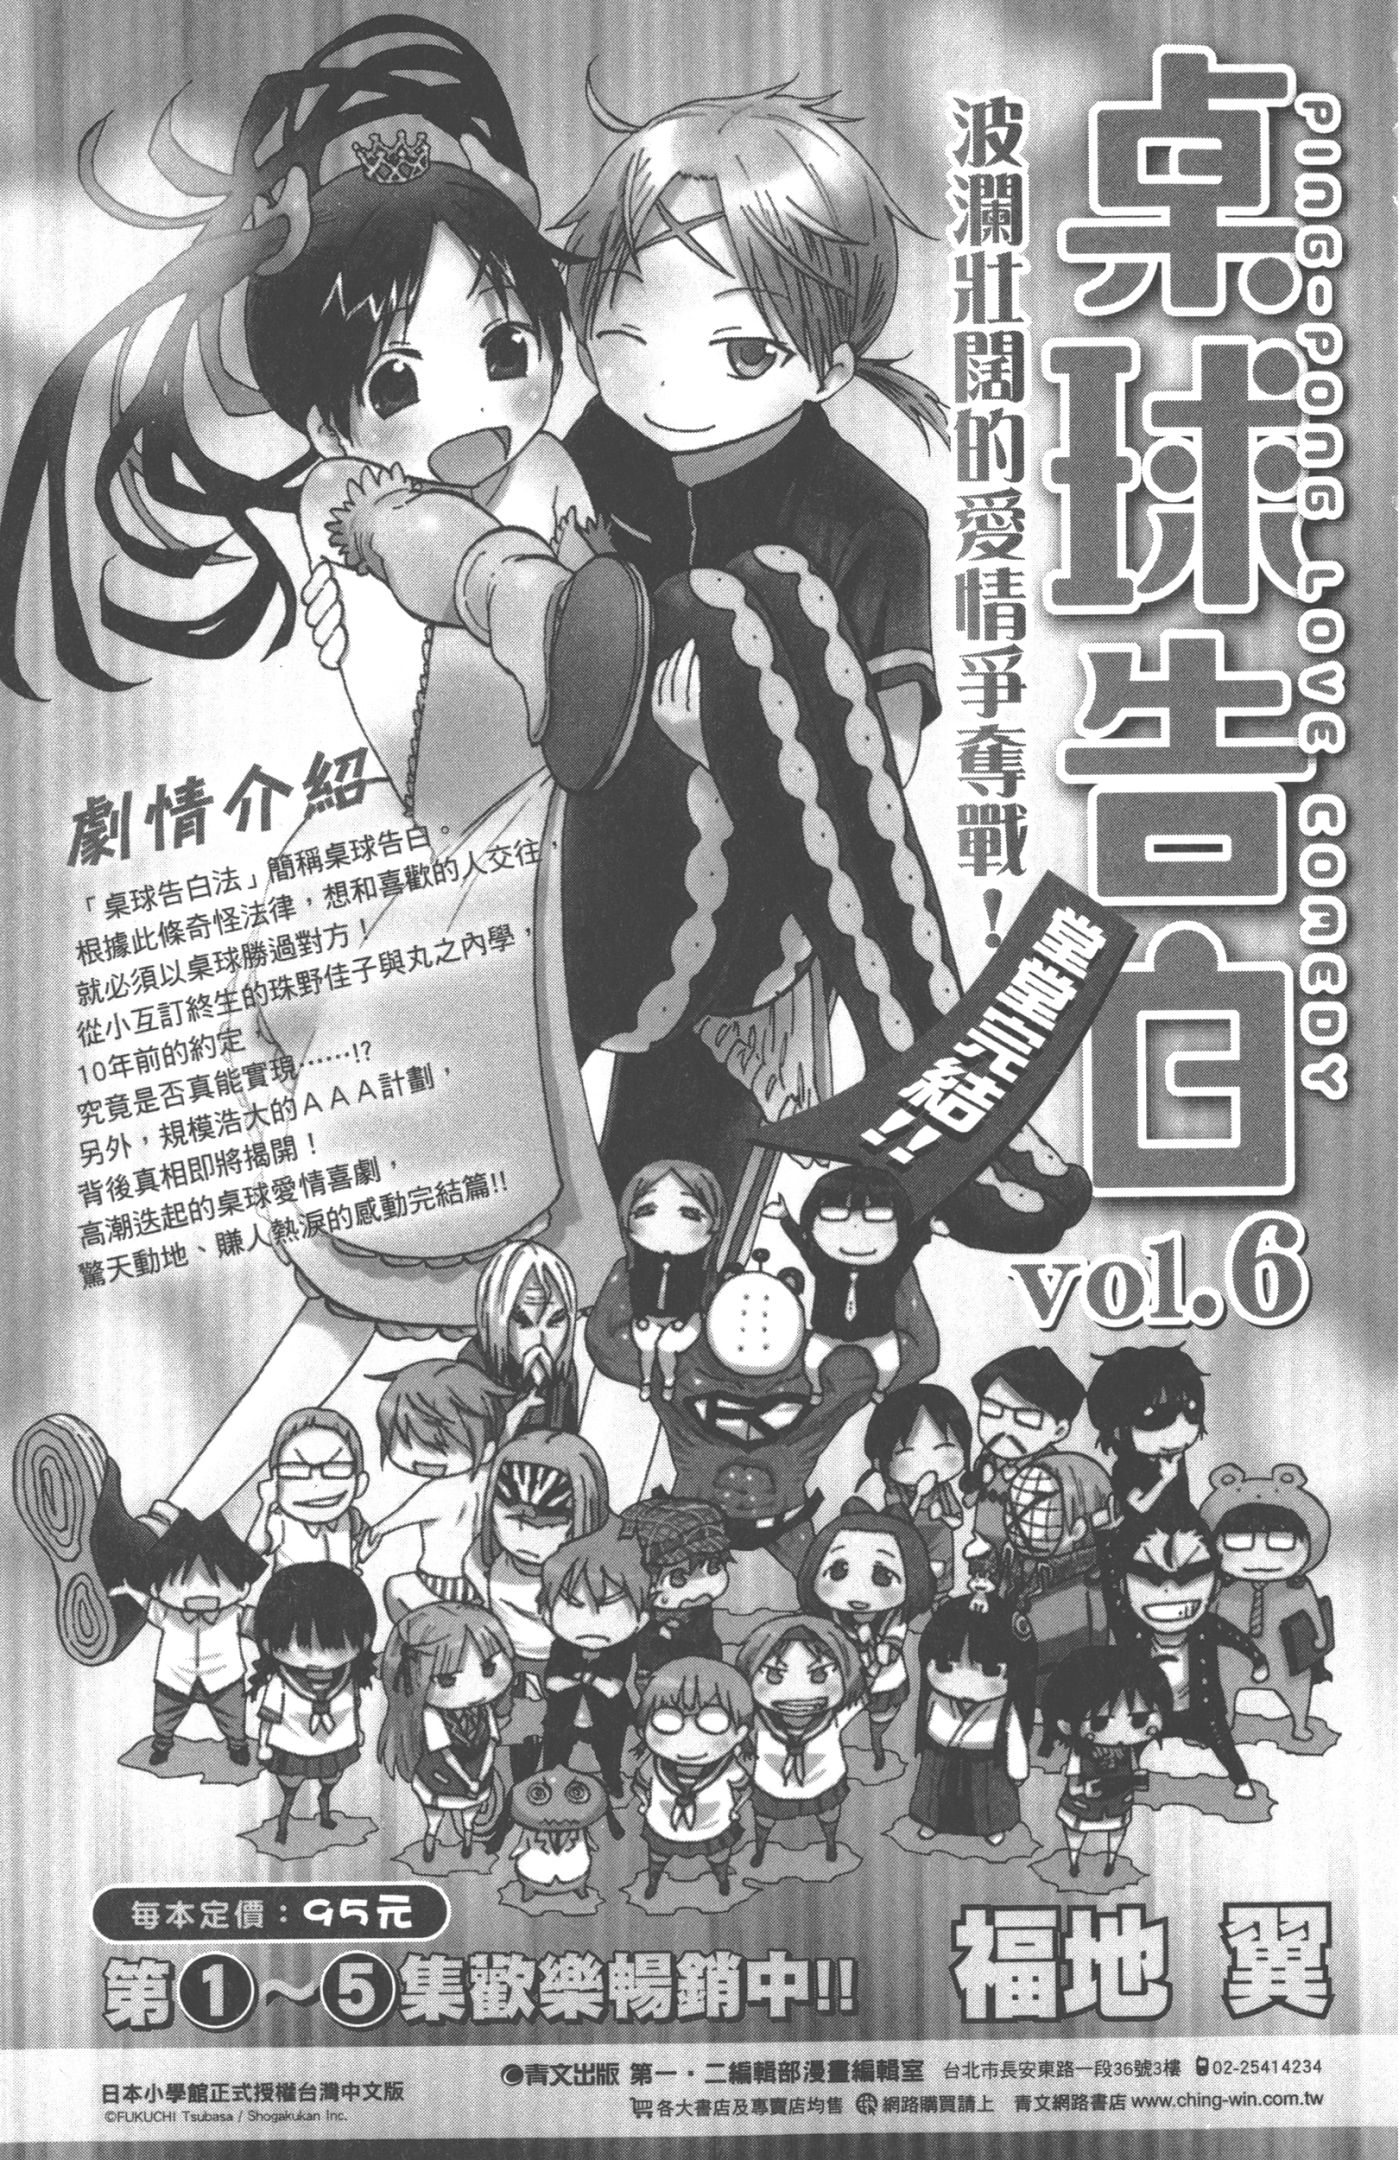 桌球告白
PING-PONG LOVE COMEDY
vol.6
波瀾壯闊的愛情爭奪戰！
堂堂完結!!
劇情介紹
「桌球告白法」簡稱桌球告白。
根據此條奇怪法律，想和喜歡的人交往，
就必須以桌球勝過對方！
從小互訂終生的珠野佳子與丸之內學，
10年前的約定，
究竟是否真能實現……!?
另外，規模浩大的ＡＡＡ計劃，
背後真相即將揭開！
高潮迭起的桌球愛情喜劇，
驚天動地、賺人熱淚的感動完結篇!!
每本定價：95元
第1～5集歡樂暢銷中!!
福地 翼
日本小學館正式授權台灣中文版
©FUKUCHI Tsubasa / Shogakukan Inc.
青文出版 第一・二編輯部漫畫編輯室 台北市長安東路一段36號3樓 02-25414234
各大書店及專賣店均售 網路購買請上 青文網路書店 www.ching-win.com.tw